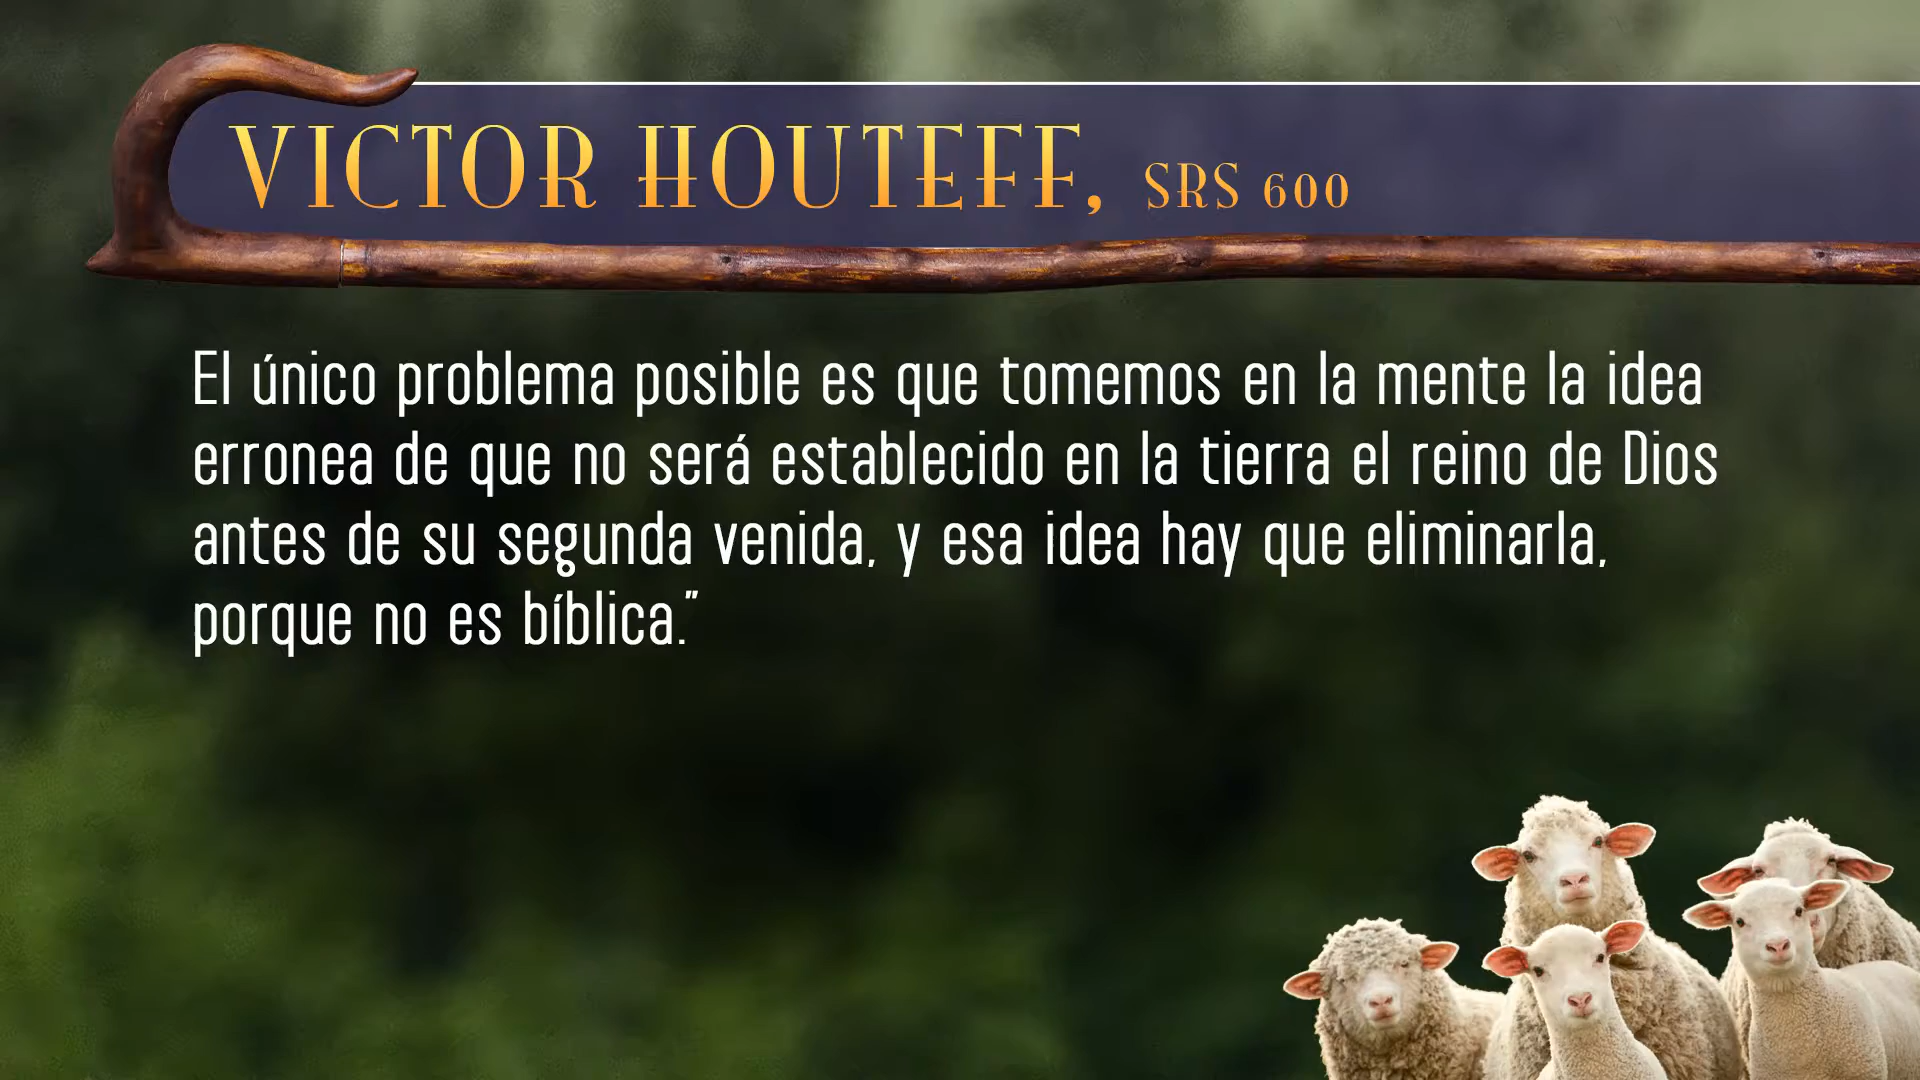 VICTOR HOUTEFF, SRS 600
El único problema posible es que tomemos en la mente la idea
erronea de que no será establecido en la tierra el reino de Dios
antes de su segunda venida, y esa idea hay que eliminarla,
porque no es bíblica."